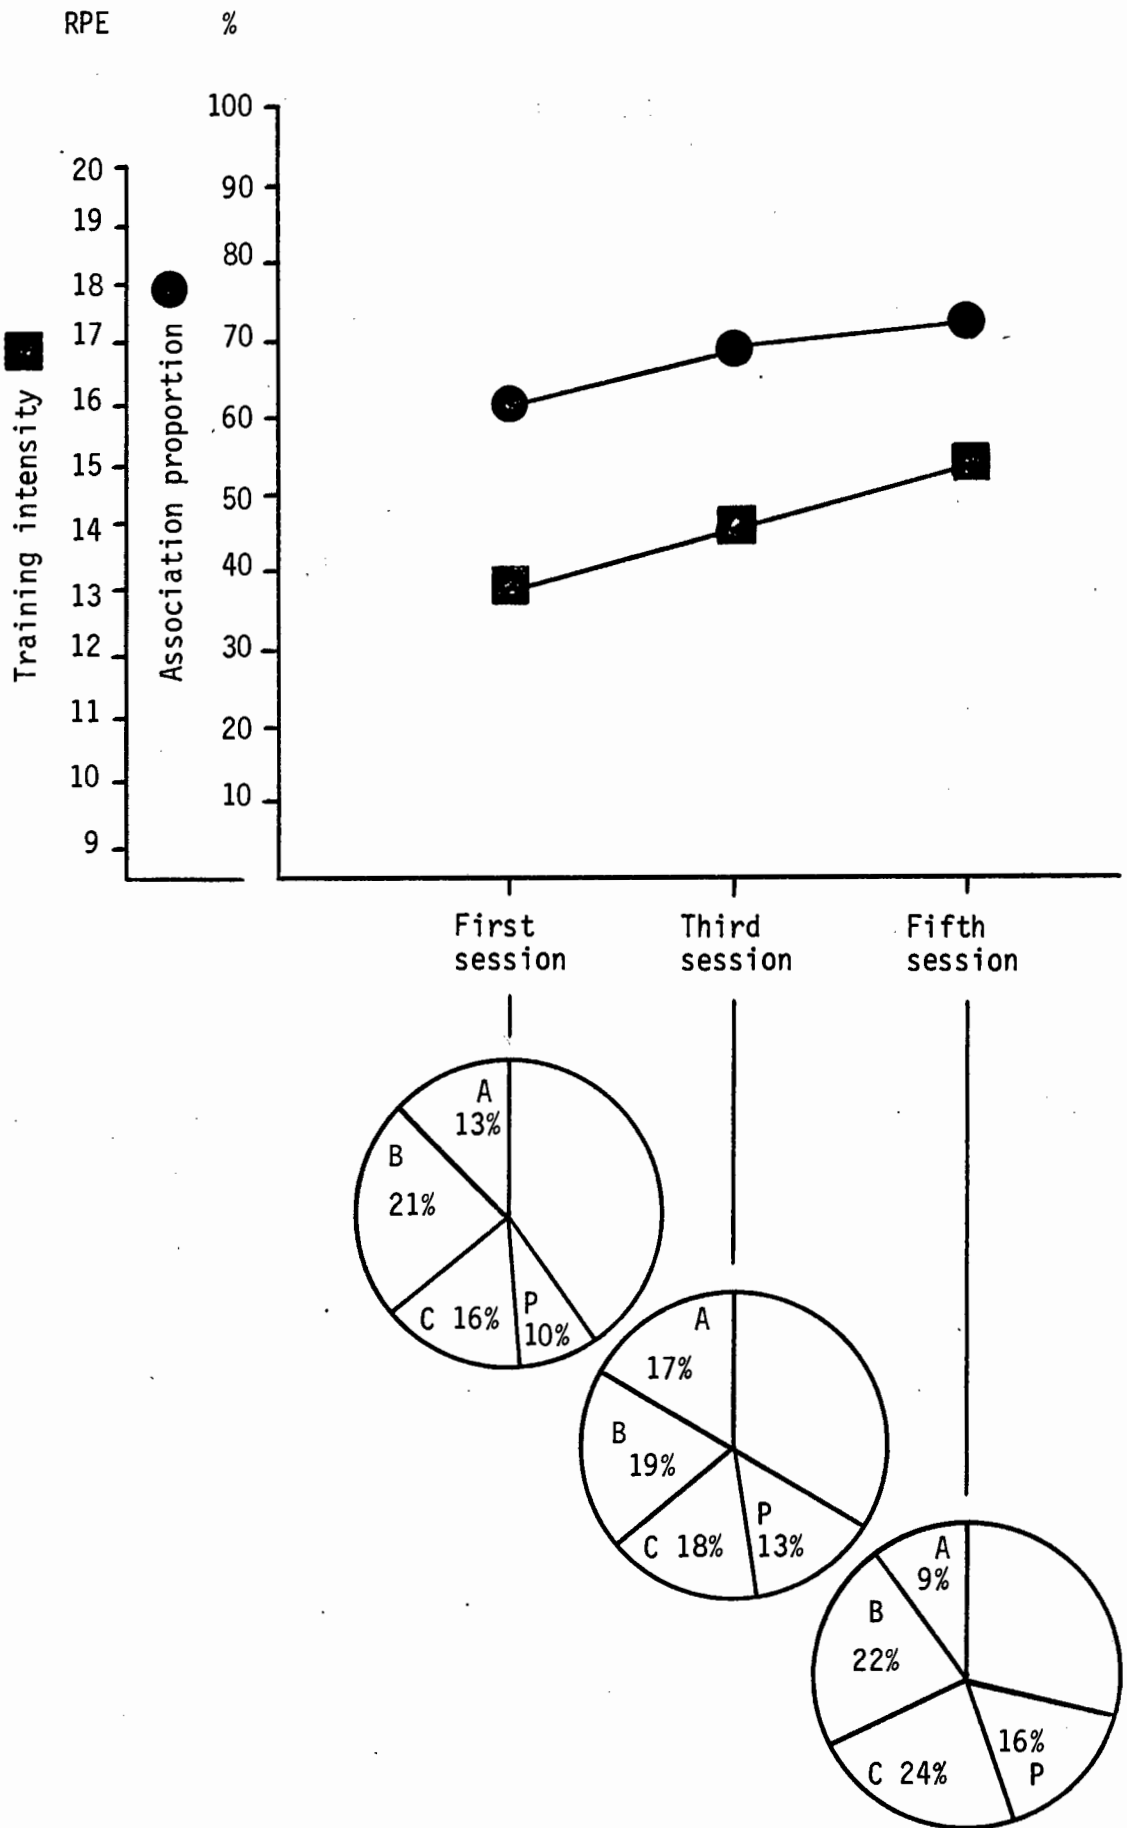 RPE %
100
90
80
70
60
50
40
30
20
10
20
19
18
17
16
15
14
13
12
11
10
9
Training intensity
Association proportion
First
session
Third
session
Fifth
session
A
13%
B
21%
C 16%
P
10%
A
17%
B
19%
C 18%
P
13%
A
9%
B
22%
C 24%
16%
P